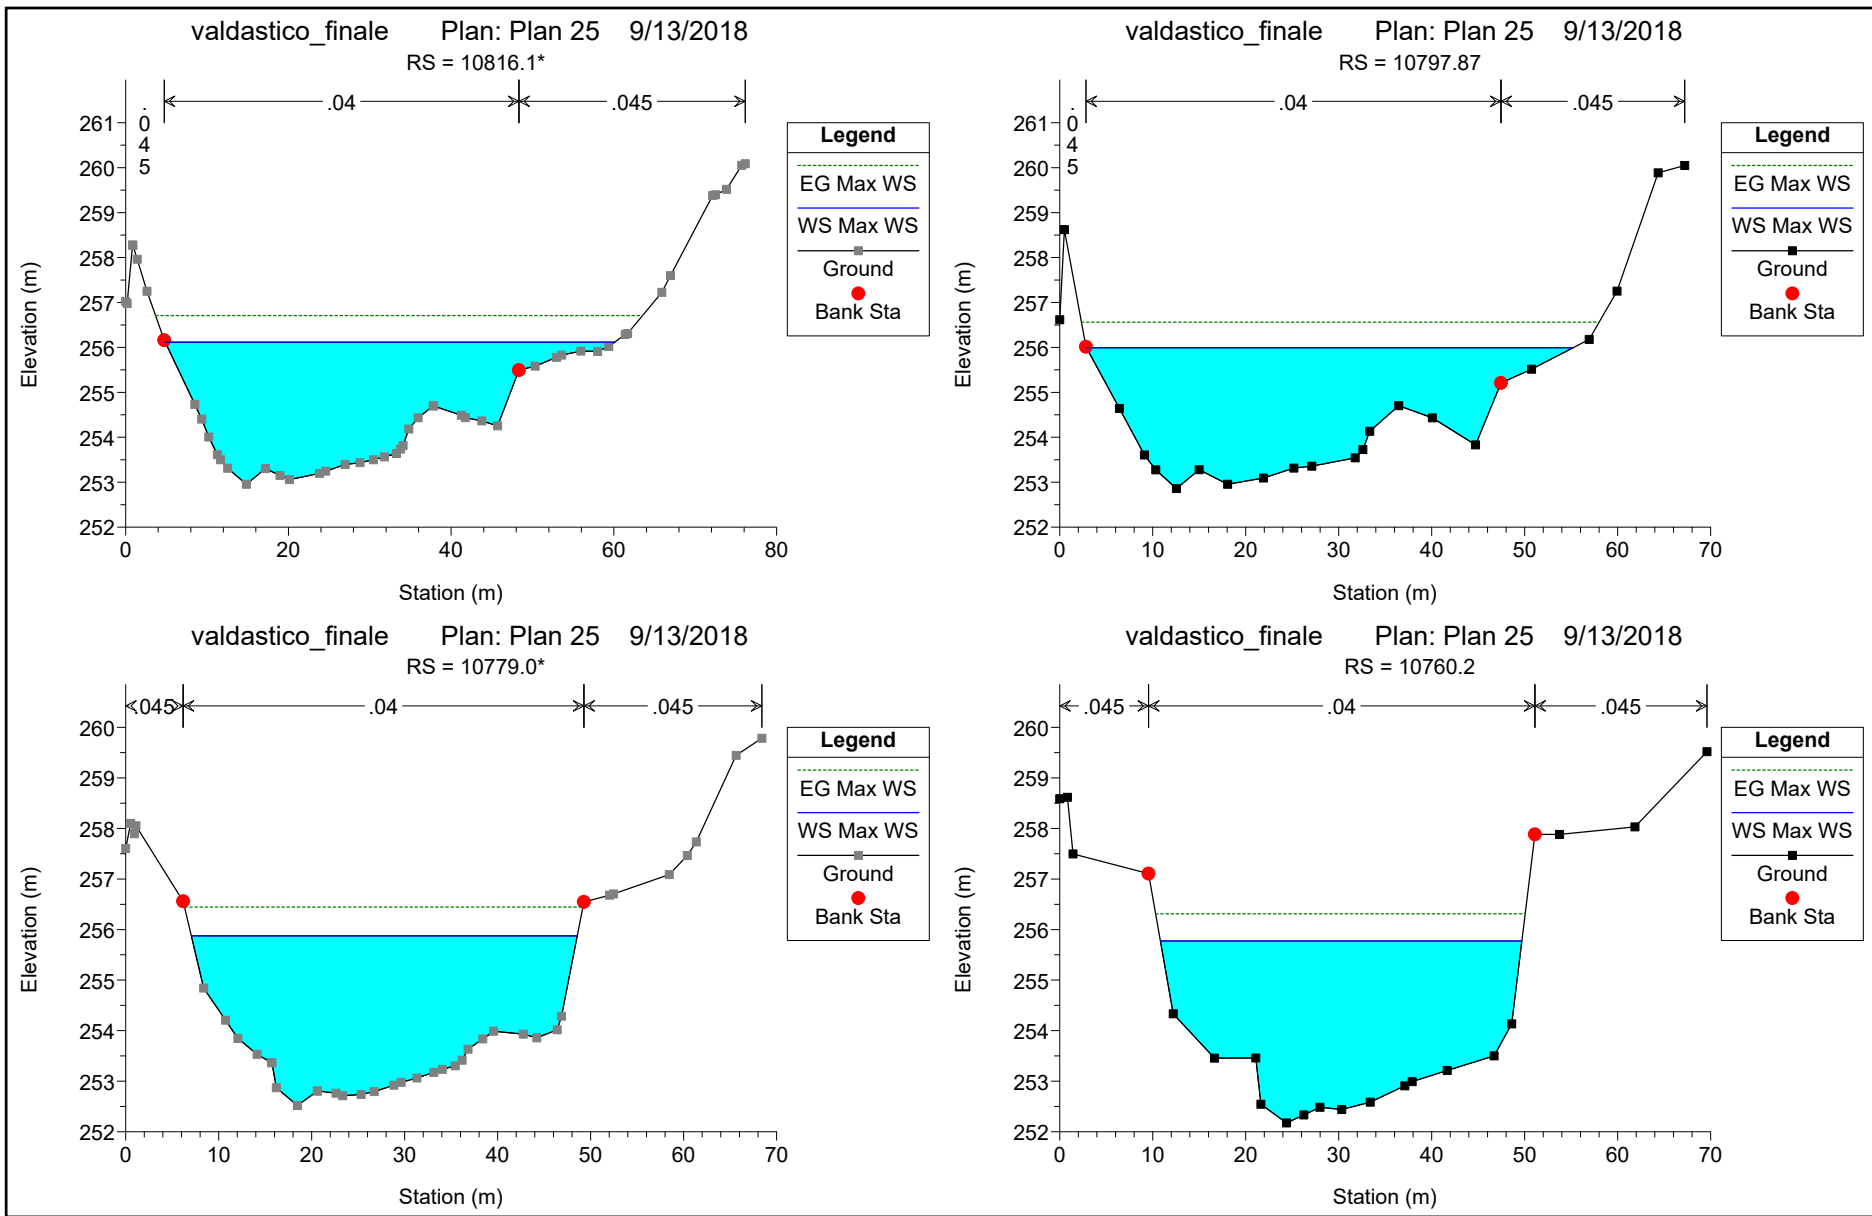 valdastico_finale Plan: Plan 25 9/13/2018
RS = 10816.1*
.045
.04
.045
261
260
259
258
257
256
255
254
253
252
0 20 40 60 80
Elevation (m)
Station (m)
Legend
EG Max WS
WS Max WS
Ground
Bank Sta
valdastico_finale Plan: Plan 25 9/13/2018
RS = 10797.87
.045
.04
.045
261
260
259
258
257
256
255
254
253
252
0 10 20 30 40 50 60 70
Elevation (m)
Station (m)
Legend
EG Max WS
WS Max WS
Ground
Bank Sta
valdastico_finale Plan: Plan 25 9/13/2018
RS = 10779.0*
.045 .04 .045
260
259
258
257
256
255
254
253
252
0 10 20 30 40 50 60 70
Elevation (m)
Station (m)
Legend
EG Max WS
WS Max WS
Ground
Bank Sta
valdastico_finale Plan: Plan 25 9/13/2018
RS = 10760.2
.045 .04 .045
260
259
258
257
256
255
254
253
252
0 10 20 30 40 50 60 70
Elevation (m)
Station (m)
Legend
EG Max WS
WS Max WS
Ground
Bank Sta